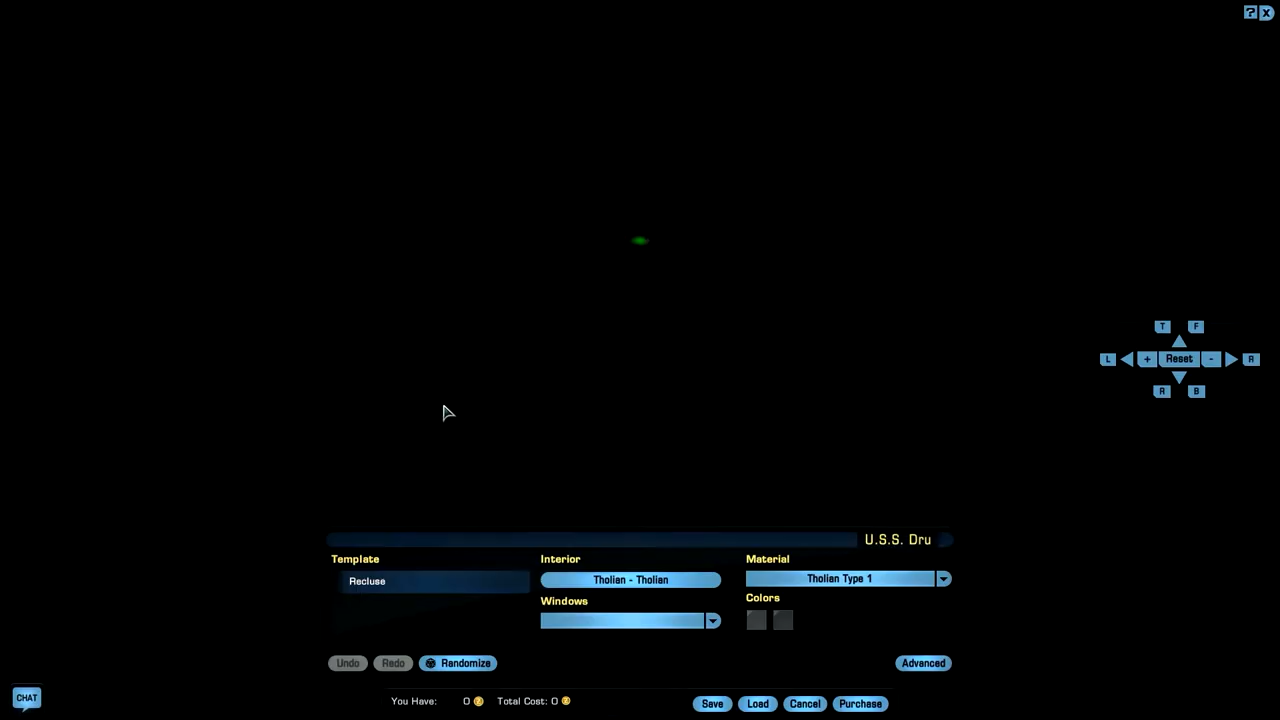 ? X
T F
L + Reset - R
R B
U.S.S. Dru
Template Interior Material
Recluse Tholian - Tholian Tholian Type 1
Windows Colors
Undo Redo Randomize Advanced
CHAT
You Have: 0 Total Cost: 0 Save Load Cancel Purchase